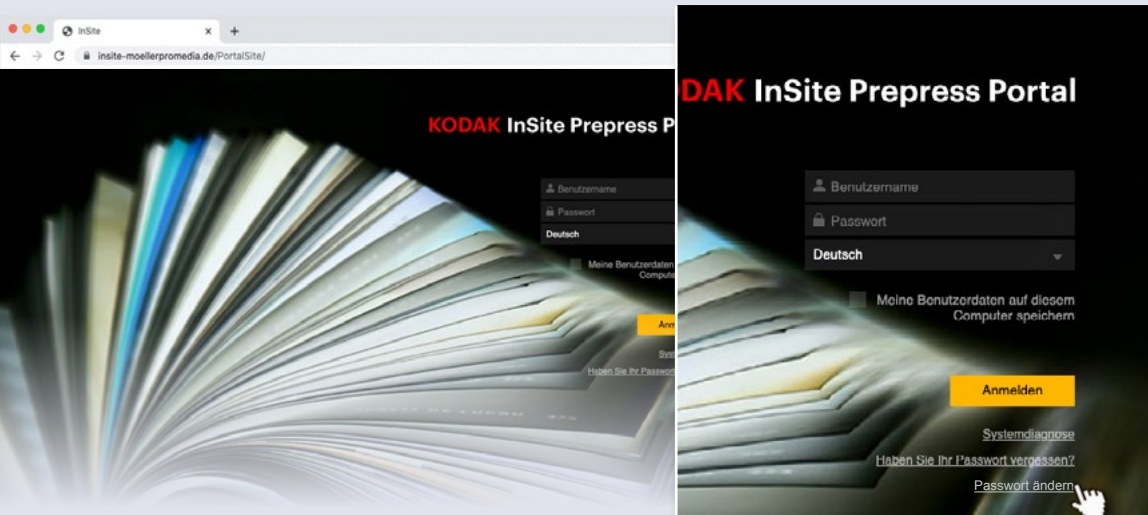 InSite
insite-moellerpromedia.de/PortalSite/
KODAK InSite Prepress P
Benutzername
Passwort
Deutsch
Meine Benutzerdaten
Compute
Anm
Syst
Haben Sie Ihr Passwor
DAK InSite Prepress Portal
Benutzername
Passwort
Deutsch
Meine Benutzerdaten auf diesem
Computer speichern
Anmelden
Systemdiagnose
Haben Sie Ihr Passwort vergessen?
Passwort ändern